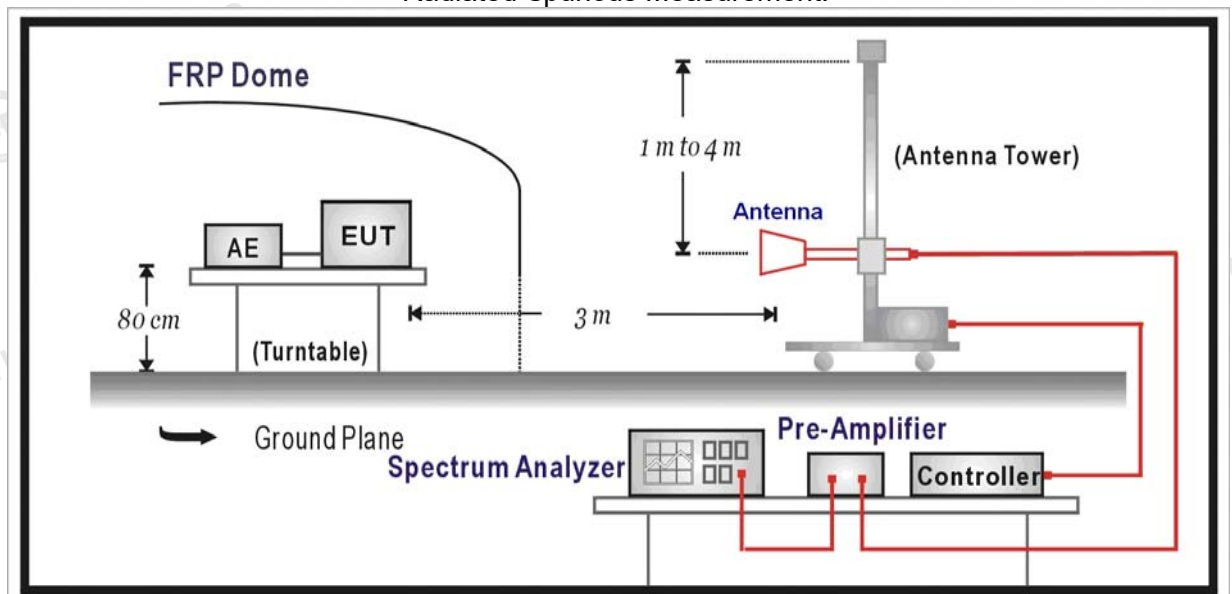 FRP Dome
1 m to 4 m
(Antenna Tower)
Antenna
AE
EUT
80 cm
3 m
(Turntable)
Ground Plane
Pre-Amplifier
Spectrum Analyzer
Controller